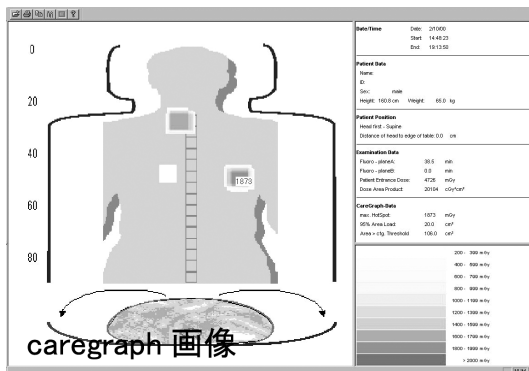 0
20
40
60
80
1873
caregraph 画像
Date/Time Date: 2/10/00
Start: 14:48:23
End: 19:13:50
Patient Data
Name:
ID:
Sex: male
Height: 160.8 cm Weight: 65.0 kg
Patient Position
Head first - Supine
Distance of head to edge of table: 0.0 cm
Examination Data
Fluoro - planeA: 38.5 min
Fluoro - planeB: 0.0 min
Patient Entrance Dose: 4726 mGy
Dose Area Product: 20104 cGy*cm²
CareGraph-Data
max. HotSpot: 1873 mGy
95% Area Load: 20.0 cm²
Area > ctg. Threshold: 106.0 cm²
200 - 399 mGy
400 - 599 mGy
600 - 799 mGy
800 - 999 mGy
1000 - 1199 mGy
1200 - 1399 mGy
1400 - 1599 mGy
1600 - 1799 mGy
1800 - 1999 mGy
> 2000 mGy